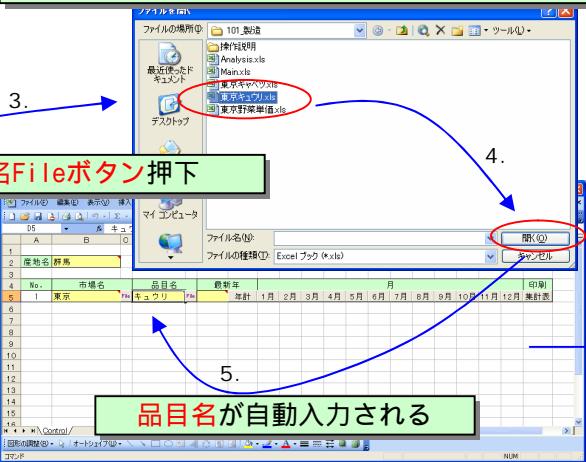 ファイルを開く
ファイルの場所(I):
101_製造
ツール(L)
操作説明
Analysis.xls
Main.xls
東京キャベツ.xls
東京キュウリ.xls
東京野菜単価.xls
最近使ったド
キュメント
デスクトップ
3.
4.
名Fileボタン押下
マイ コンピュータ
ファイル名(N):
ファイルの種類(T):
Excel ブック (*.xls)
開く(O)
キャンセル
ファイル(F) 編集(E) 表示(V) 挿入
D5
A B C
1
2 産地名 群馬
3
4 No. 市場名 品目名 最新年 月 印刷
5 1 東京 File キュウリ File 年計 1月 2月 3月 4月 5月 6月 7月 8月 9月 10月 11月 12月 集計表
6
7
8
9
10
11
12
13
14
15
16
5.
品目名が自動入力される
Control
図形の調整(R) オートシェイプ(U)
コマンド
NUM